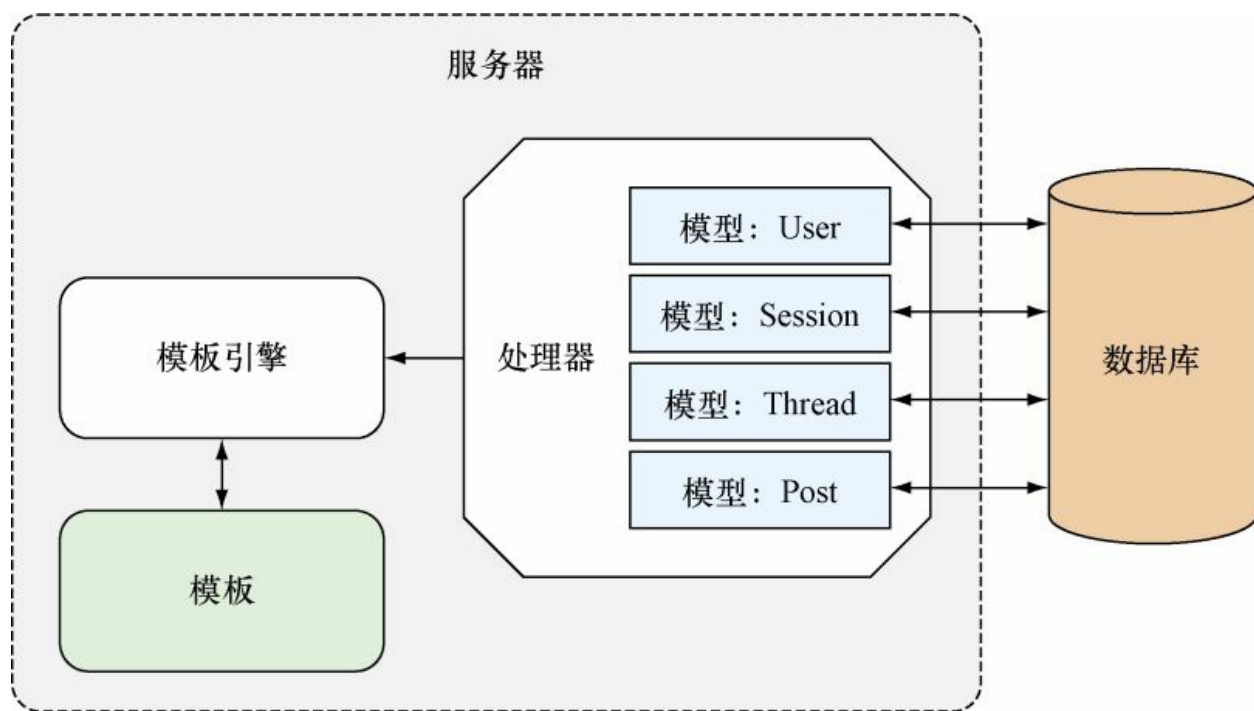 服务器
模型：User
模型：Session
模板引擎
处理器
模型：Thread
数据库
模型：Post
模板